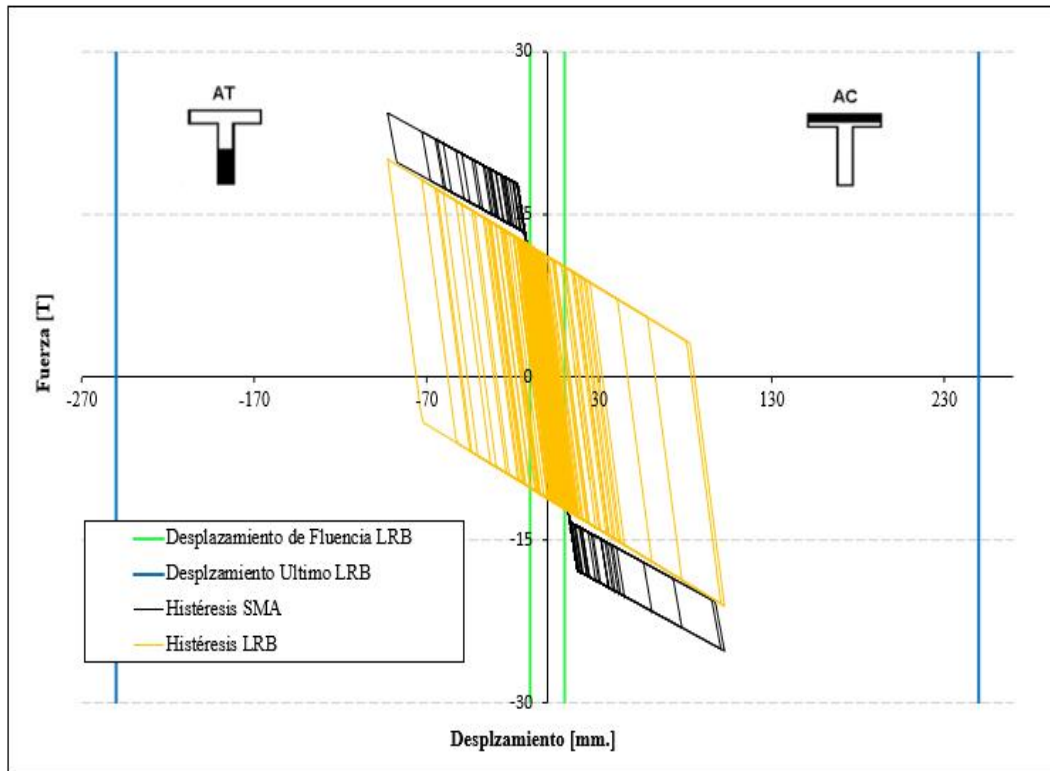 30
AT
AC
15
Fuerza [T]
0
-270
-170
-70
30
130
230
Desplazamiento de Fluencia LRB
Desplzamiento Ultimo LRB
Histéresis SMA
Histéresis LRB
-15
-30
Desplzamiento [mm.]